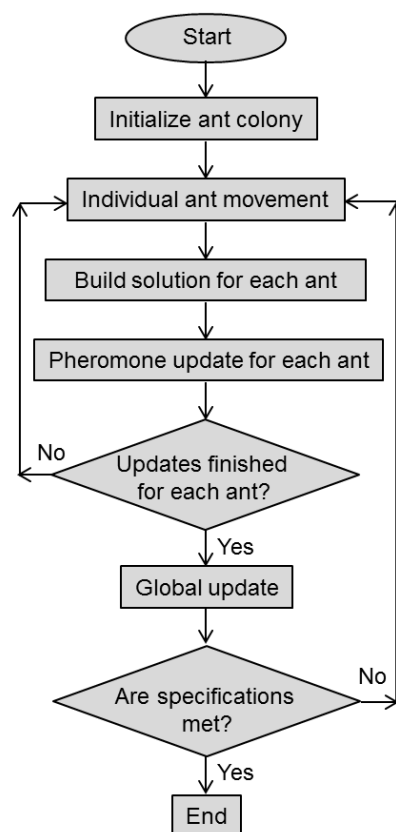 Start
Initialize ant colony
Individual ant movement
Build solution for each ant
Pheromone update for each ant
No
Updates finished
for each ant?
Yes
Global update
No
Are specifications
met?
Yes
End